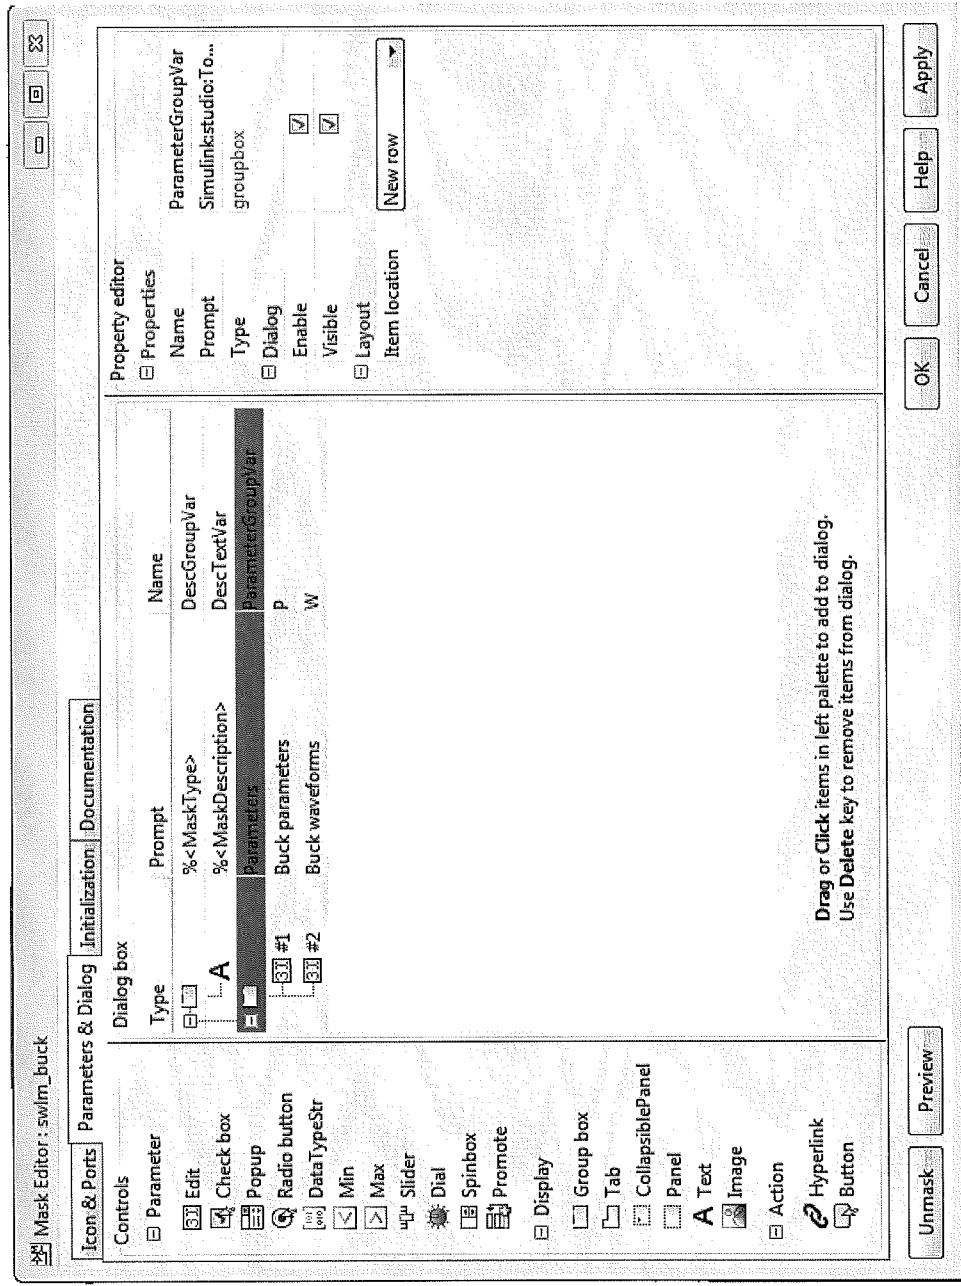 Mask Editor : swlm_buck
Icon & Ports
Parameters & Dialog
Initialization
Documentation
Controls
Parameter
Edit
Check box
Popup
Radio button
DataTypeStr
Min
Max
Slider
Dial
Spinbox
Promote
Display
Group box
Tab
CollapsiblePanel
Panel
Text
Image
Action
Hyperlink
Button
Dialog box
Type Prompt Name
%<MaskType> DescGroupVar
A %<MaskDescription> DescTextVar
Parameters ParameterGroupVar
#1 Buck parameters p
#2 Buck waveforms W
Drag or Click items in left palette to add to dialog.
Use Delete key to remove items from dialog.
Property editor
Properties
Name ParameterGroupVar
Prompt Simulink:studio:To...
Type groupbox
Dialog
Enable
Visible
Layout
Item location New row
Unmask
Preview
OK
Cancel
Help
Apply